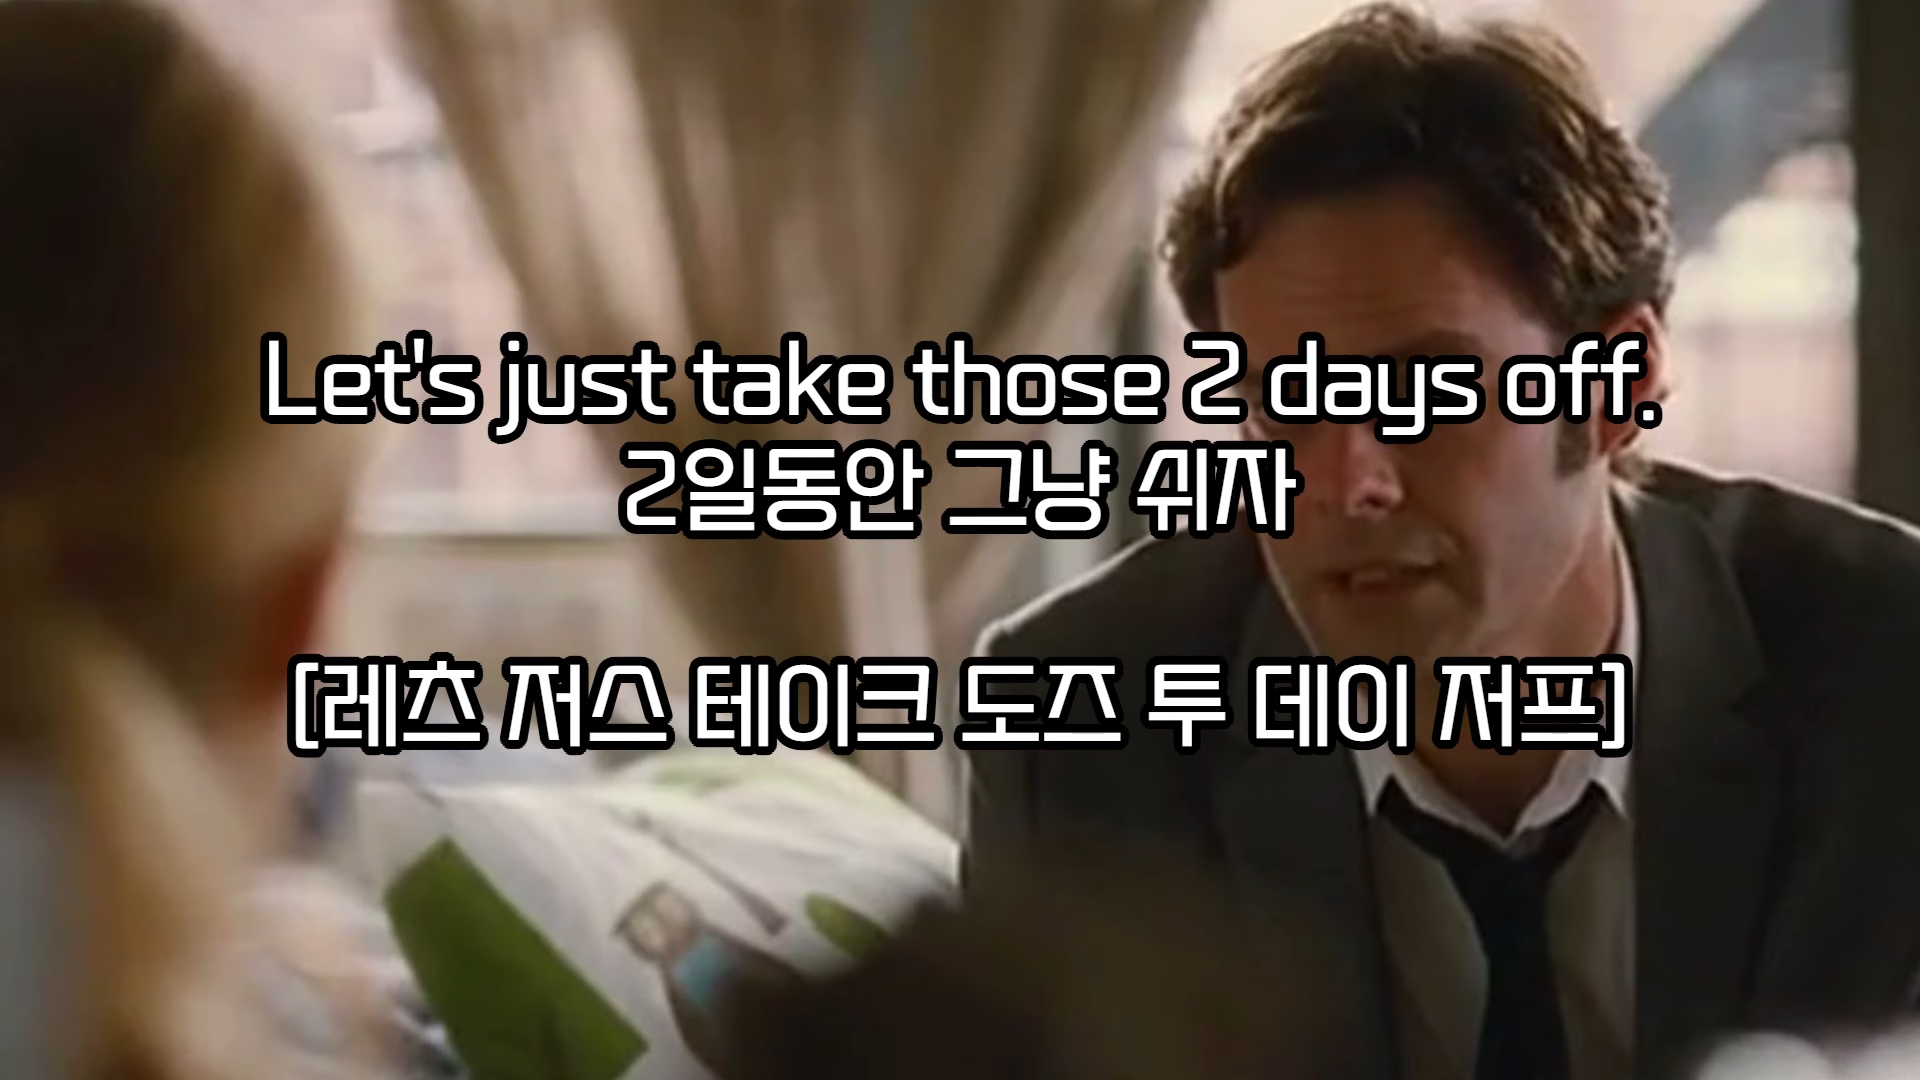 Let's just take those 2 days off.
2일동안 그냥 쉬자
[레츠 저스 테이크 도즈 투 데이 저프]